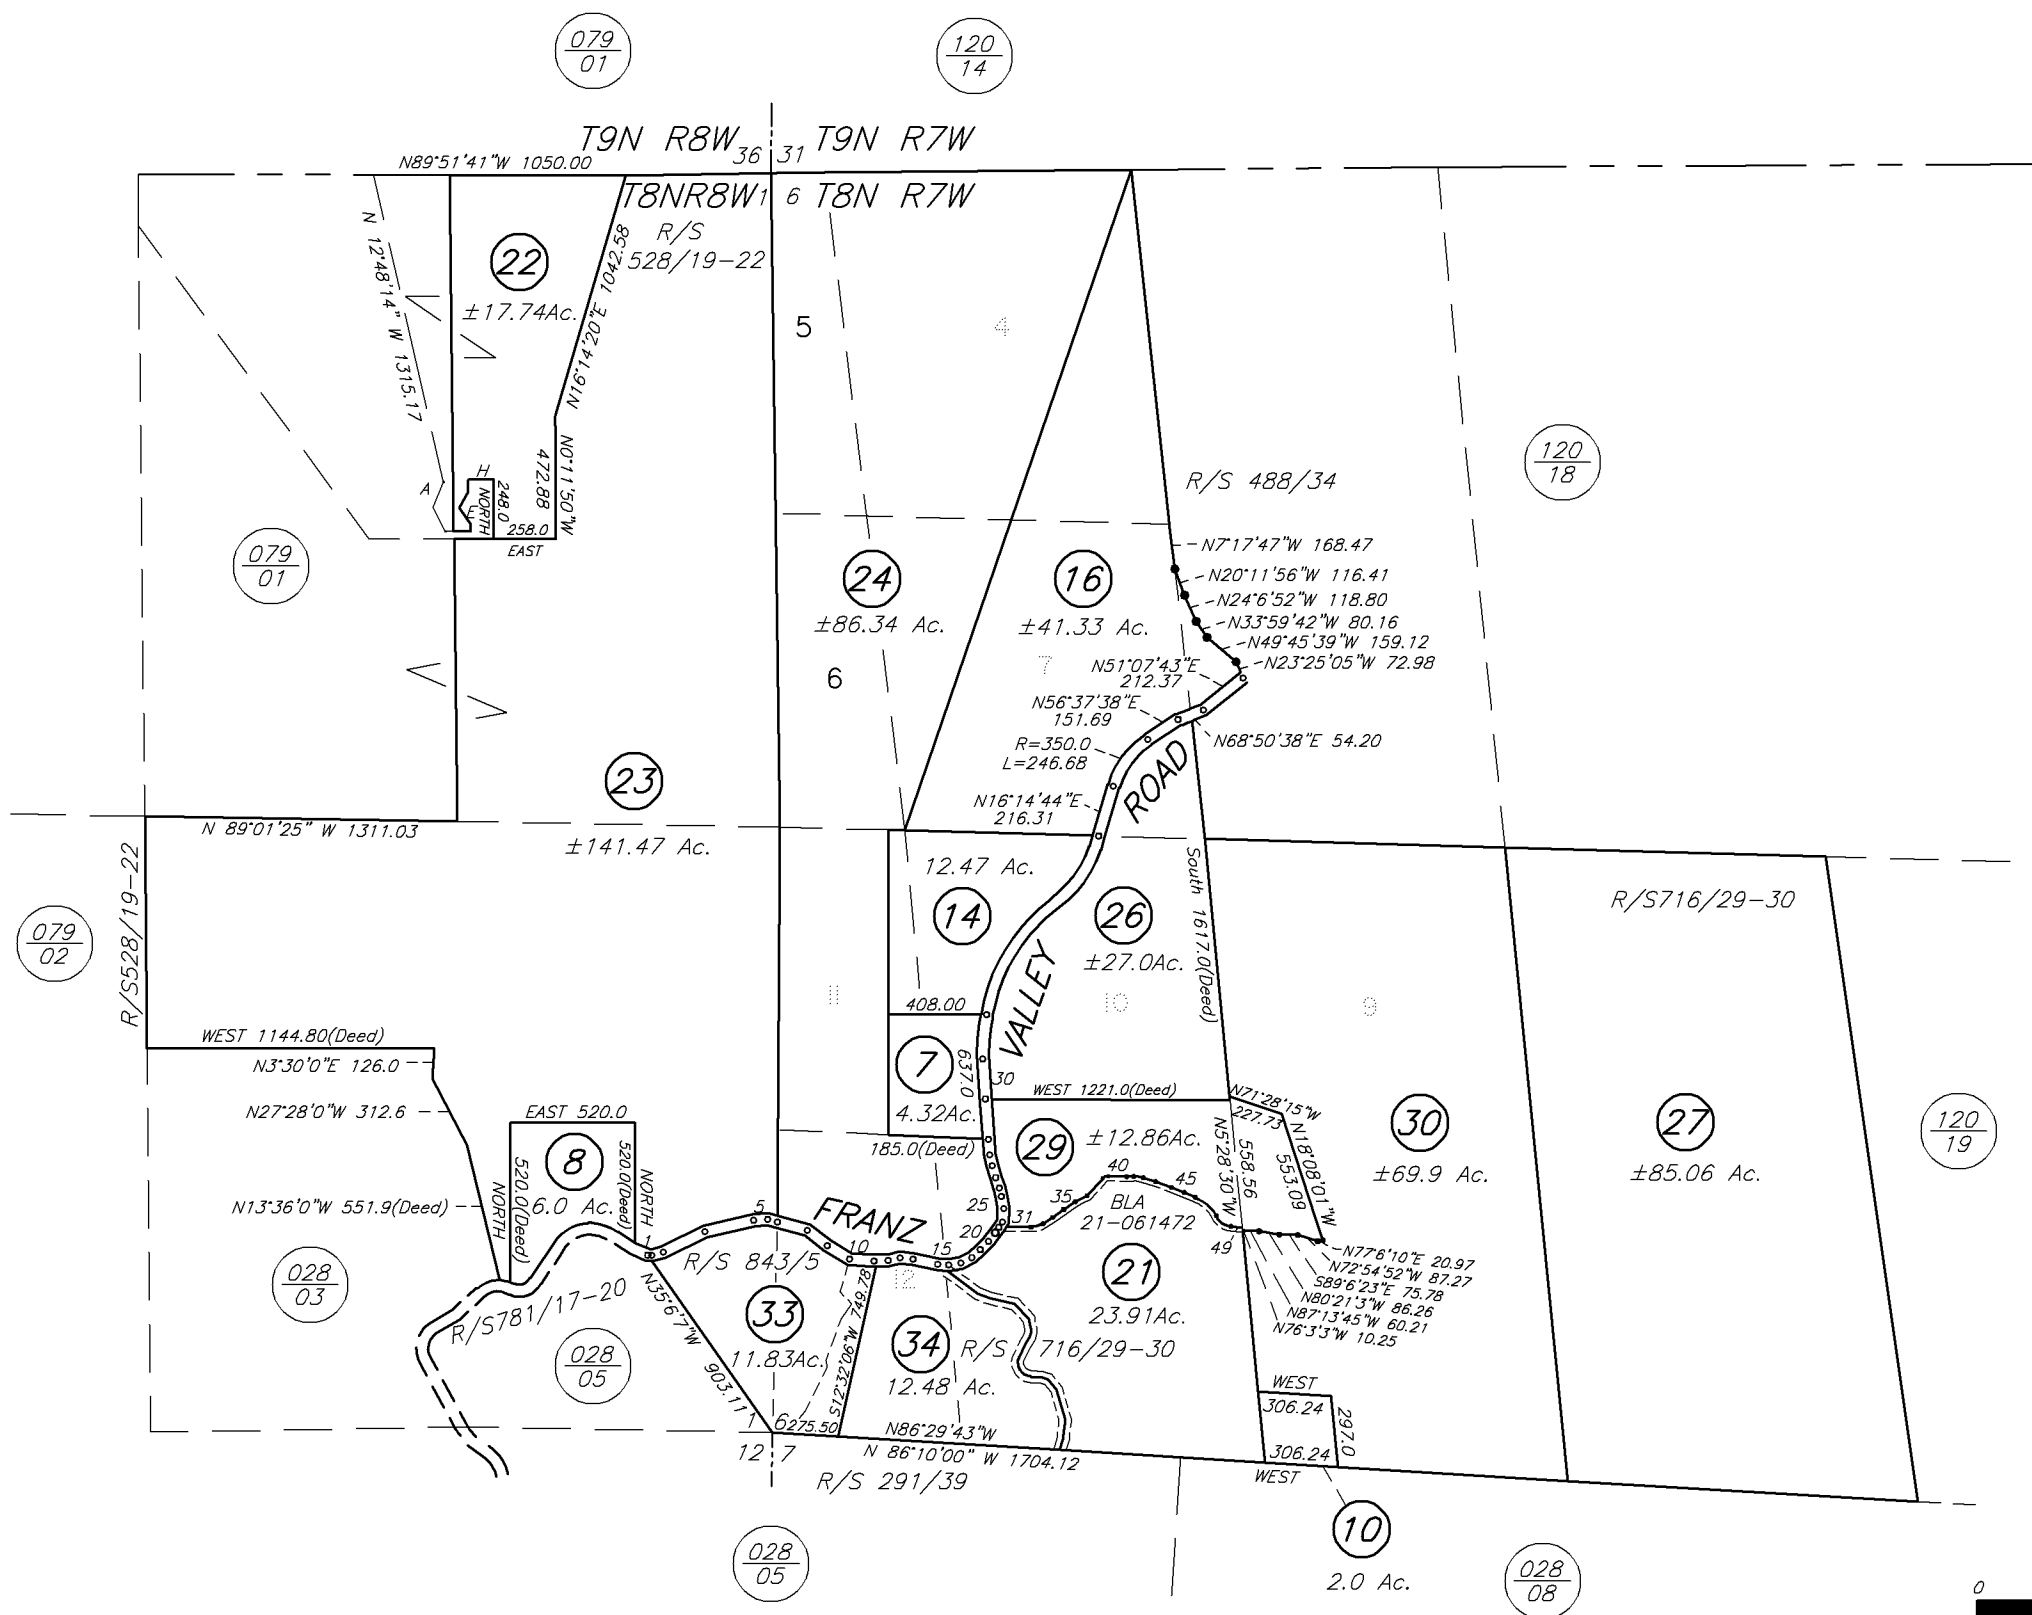 079
01
120
14
T9N R8W
36
31
T9N R7W
N89°51'41"W 1050.00
T8NR8W
1
6
T8N R7W
R/S
528/19-22
N 12°48'14" W 1315.17
22
±17.74Ac.
N16°14'20"E 1042.58
5
4
N0°11'50"W
472.88
H
A
E
NORTH
248.0
258.0
EAST
R/S 488/34
120
18
079
01
24
±86.34 Ac.
16
±41.33 Ac.
N7°17'47"W 168.47
N20°11'56"W 116.41
N24°6'52"W 118.80
N33°59'42"W 80.16
N49°45'39"W 159.12
N23°25'05"W 72.98
6
7
N51°07'43"E
212.37
N56°37'38"E
151.69
N68°50'38"E 54.20
R=350.0
L=246.68
N16°14'44"E
216.31
ROAD
23
±141.47 Ac.
N 89°01'25" W 1311.03
R/S528/19-22
12.47 Ac.
14
26
±27.0Ac.
South 1617.0(Deed)
R/S716/29-30
079
02
VALLEY
11
10
9
408.00
WEST 1144.80(Deed)
N3°30'0"E 126.0
N27°28'0"W 312.6
N13°36'0"W 551.9(Deed)
7
4.32Ac.
637.0
30
WEST 1221.0(Deed)
N71°28'15"W
227.73
EAST 520.0
8
6.0 Ac.
NORTH
520.0(Deed)
520.0(Deed)
NORTH
185.0(Deed)
29
±12.86Ac.
N5°28'30"W
558.56
N18°08'01"W
553.09
30
±69.9 Ac.
27
±85.06 Ac.
120
19
FRANZ
1
5
10
15
20
25
31
35
40
45
49
BLA
21-061472
R/S 843/5
R/S781/17-20
028
03
028
05
N35°6'7"W 903.11'
33
11.83Ac.
S12°32'06"W 749.78
12
34
12.48 Ac.
R/S 716/29-30
21
23.91Ac.
N77°6'10"E 20.97
N72°54'52"W 87.27
S89°6'23"E 75.78
N80°21'3"W 86.26
N87°13'45"W 60.21
N76°3'3"W 10.25
WEST
306.24
297.0
306.24
WEST
1
6
275.50
12
7
N86°29'43"W
N 86°10'00" W 1704.12
R/S 291/39
10
2.0 Ac.
028
05
028
08
0